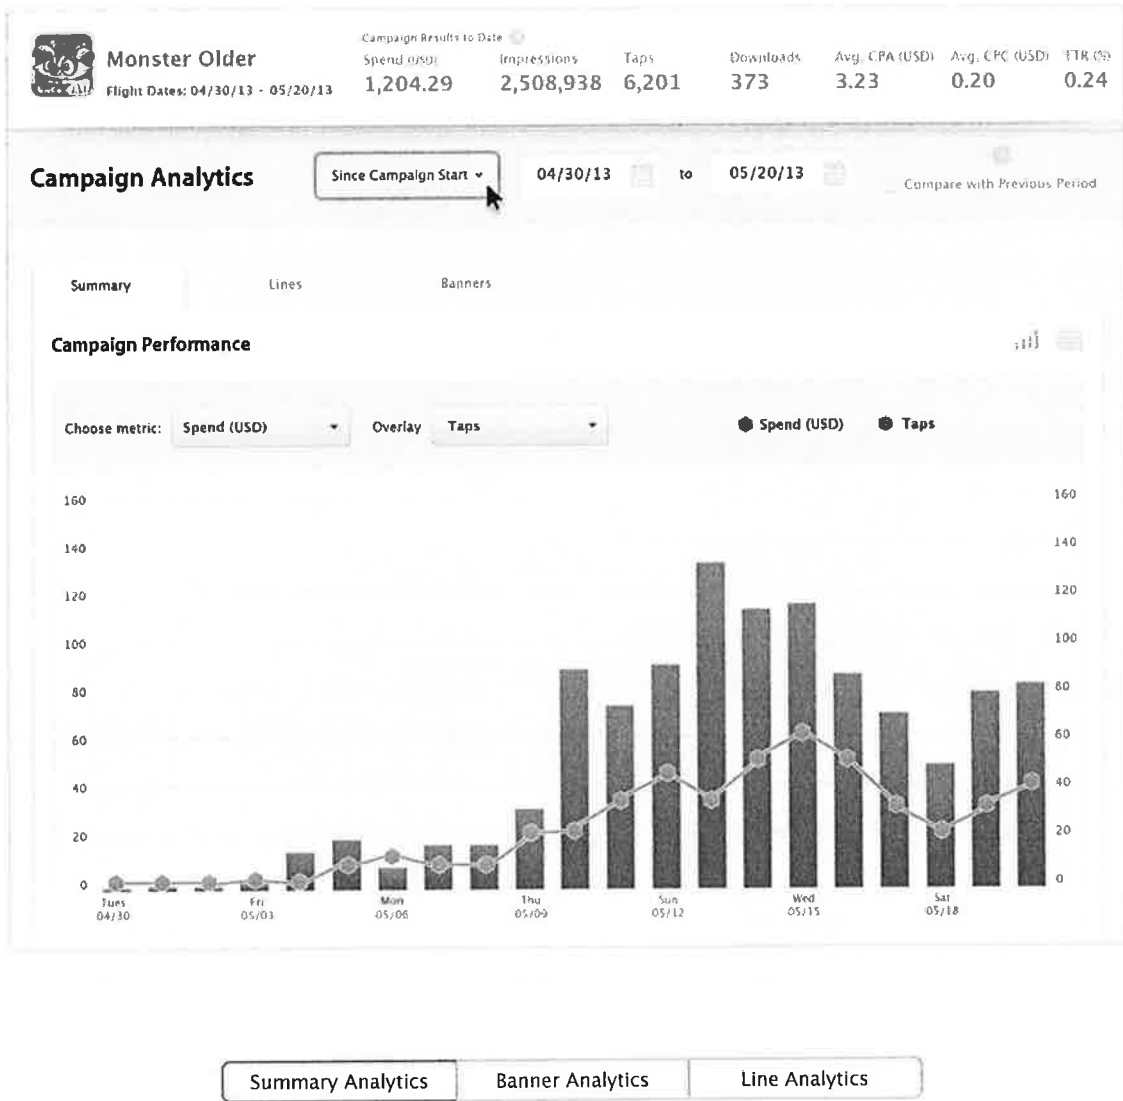 Campaign Results to Date
Monster Older
Flight Dates: 04/30/13 - 05/20/13
Spend (USD) Impressions Taps Downloads Avg. CPA (USD) Avg. CPC (USD) TTR (%)
1,204.29 2,508,938 6,201 373 3.23 0.20 0.24
Campaign Analytics
Since Campaign Start
04/30/13 to 05/20/13
Compare with Previous Period
Summary Lines Banners
Campaign Performance
Choose metric: Spend (USD) Overlay Taps
Spend (USD) Taps
160 160
140 140
120 120
100 100
80 80
60 60
40 40
20 20
0 0
Tues Fri Mon Thu Sun Wed Sat
04/30 05/03 05/06 05/09 05/12 05/15 05/18
Summary Analytics Banner Analytics Line Analytics